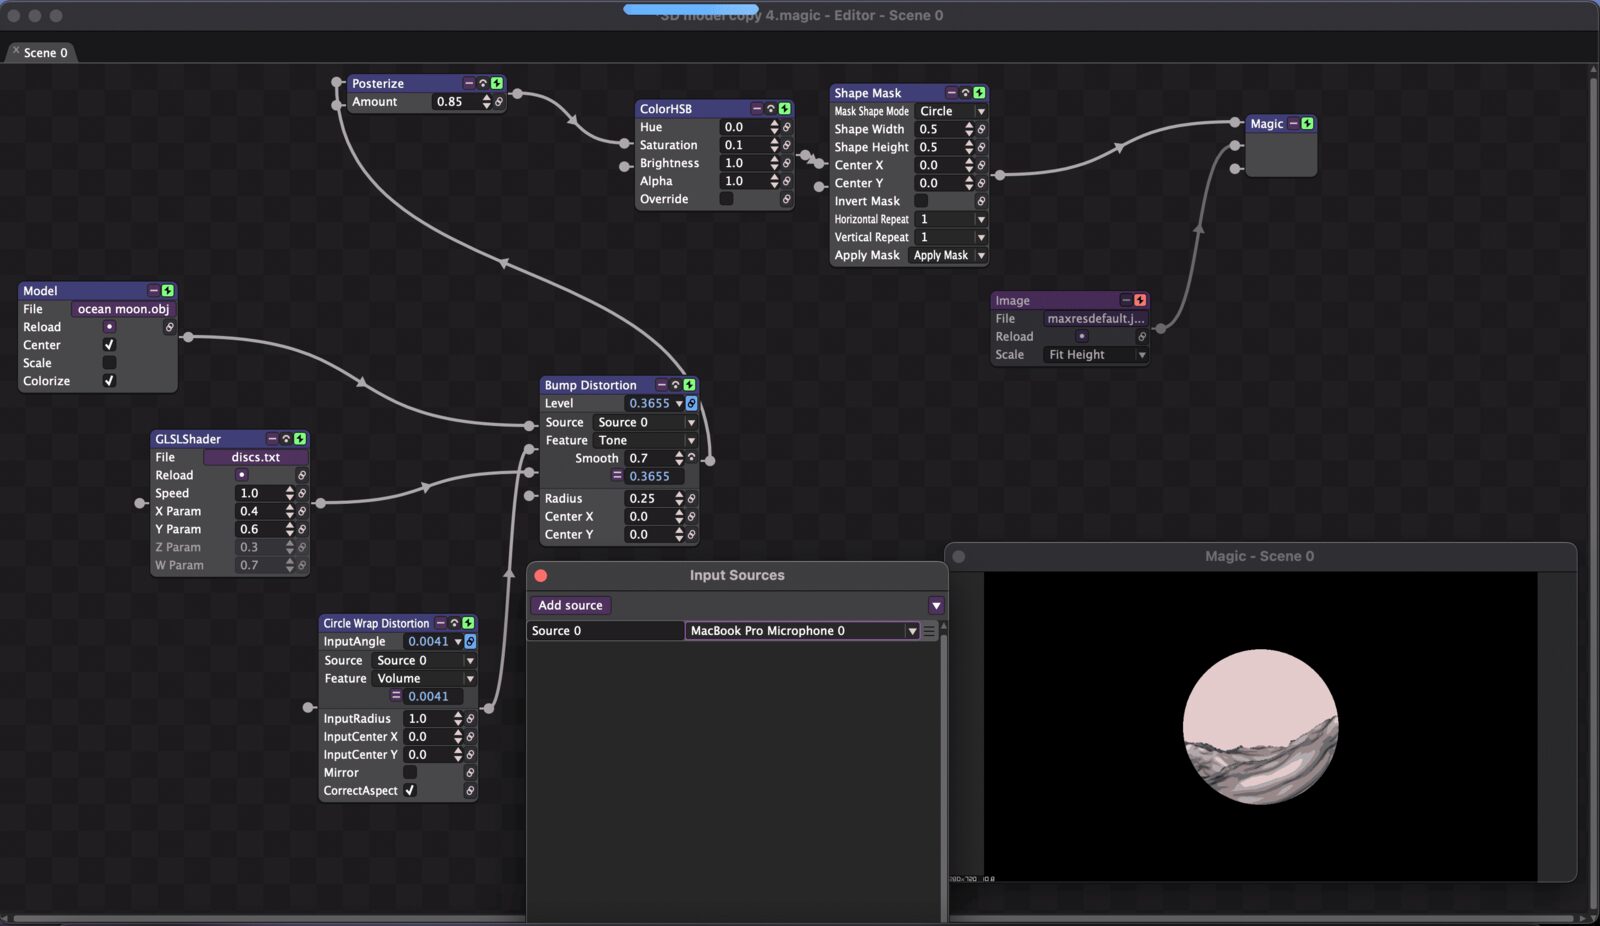 3D model copy 4.magic - Editor - Scene 0
Scene 0
Posterize
Amount 0.85
ColorHSB
Hue 0.0
Saturation 0.1
Brightness 1.0
Alpha 1.0
Override
Shape Mask
Mask Shape Mode Circle
Shape Width 0.5
Shape Height 0.5
Center X 0.0
Center Y 0.0
Invert Mask
Horizontal Repeat 1
Vertical Repeat 1
Apply Mask Apply Mask
Magic
Model
File ocean moon.obj
Reload
Center
Scale
Colorize
Image
File maxresdefault.j...
Reload
Scale Fit Height
Bump Distortion
Level 0.3655
Source Source 0
Feature Tone
Smooth 0.7
= 0.3655
Radius 0.25
Center X 0.0
Center Y 0.0
GLSLShader
File discs.txt
Reload
Speed 1.0
X Param 0.4
Y Param 0.6
Z Param 0.3
W Param 0.7
Circle Wrap Distortion
InputAngle 0.0041
Source Source 0
Feature Volume
= 0.0041
InputRadius 1.0
InputCenter X 0.0
InputCenter Y 0.0
Mirror
CorrectAspect
Input Sources
Add source
Source 0 MacBook Pro Microphone 0
Magic - Scene 0